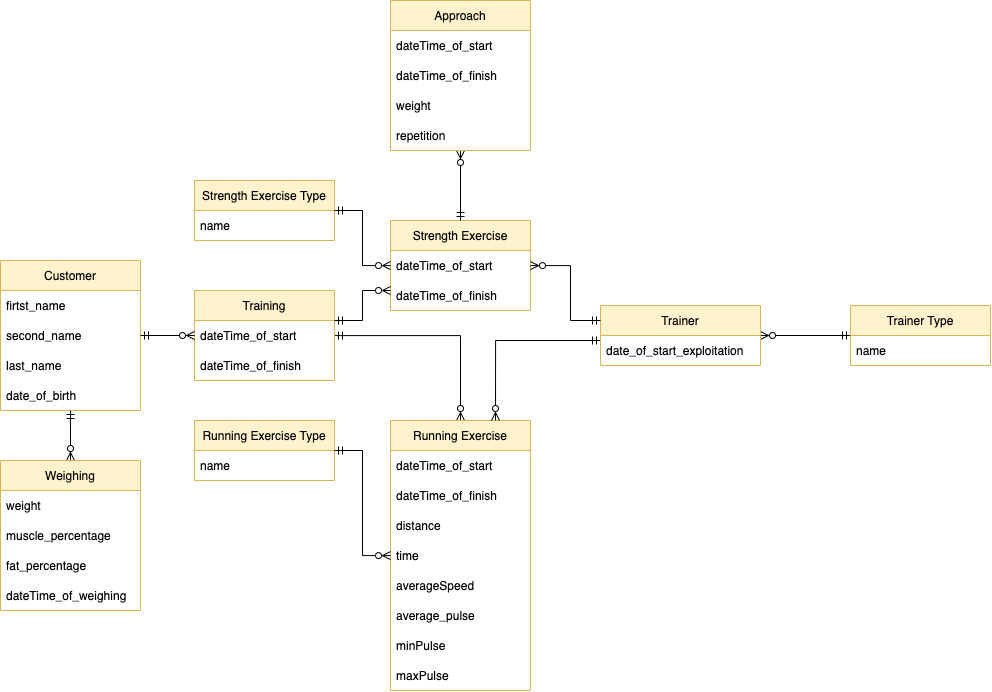 Approach
dateTime_of_start
dateTime_of_finish
weight
repetition
Strength Exercise Type
name
Strength Exercise
dateTime_of_start
dateTime_of_finish
Customer
firtst_name
second_name
last_name
date_of_birth
Training
dateTime_of_start
dateTime_of_finish
Trainer
date_of_start_exploitation
Trainer Type
name
Running Exercise Type
name
Running Exercise
dateTime_of_start
dateTime_of_finish
distance
time
averageSpeed
average_pulse
minPulse
maxPulse
Weighing
weight
muscle_percentage
fat_percentage
dateTime_of_weighing